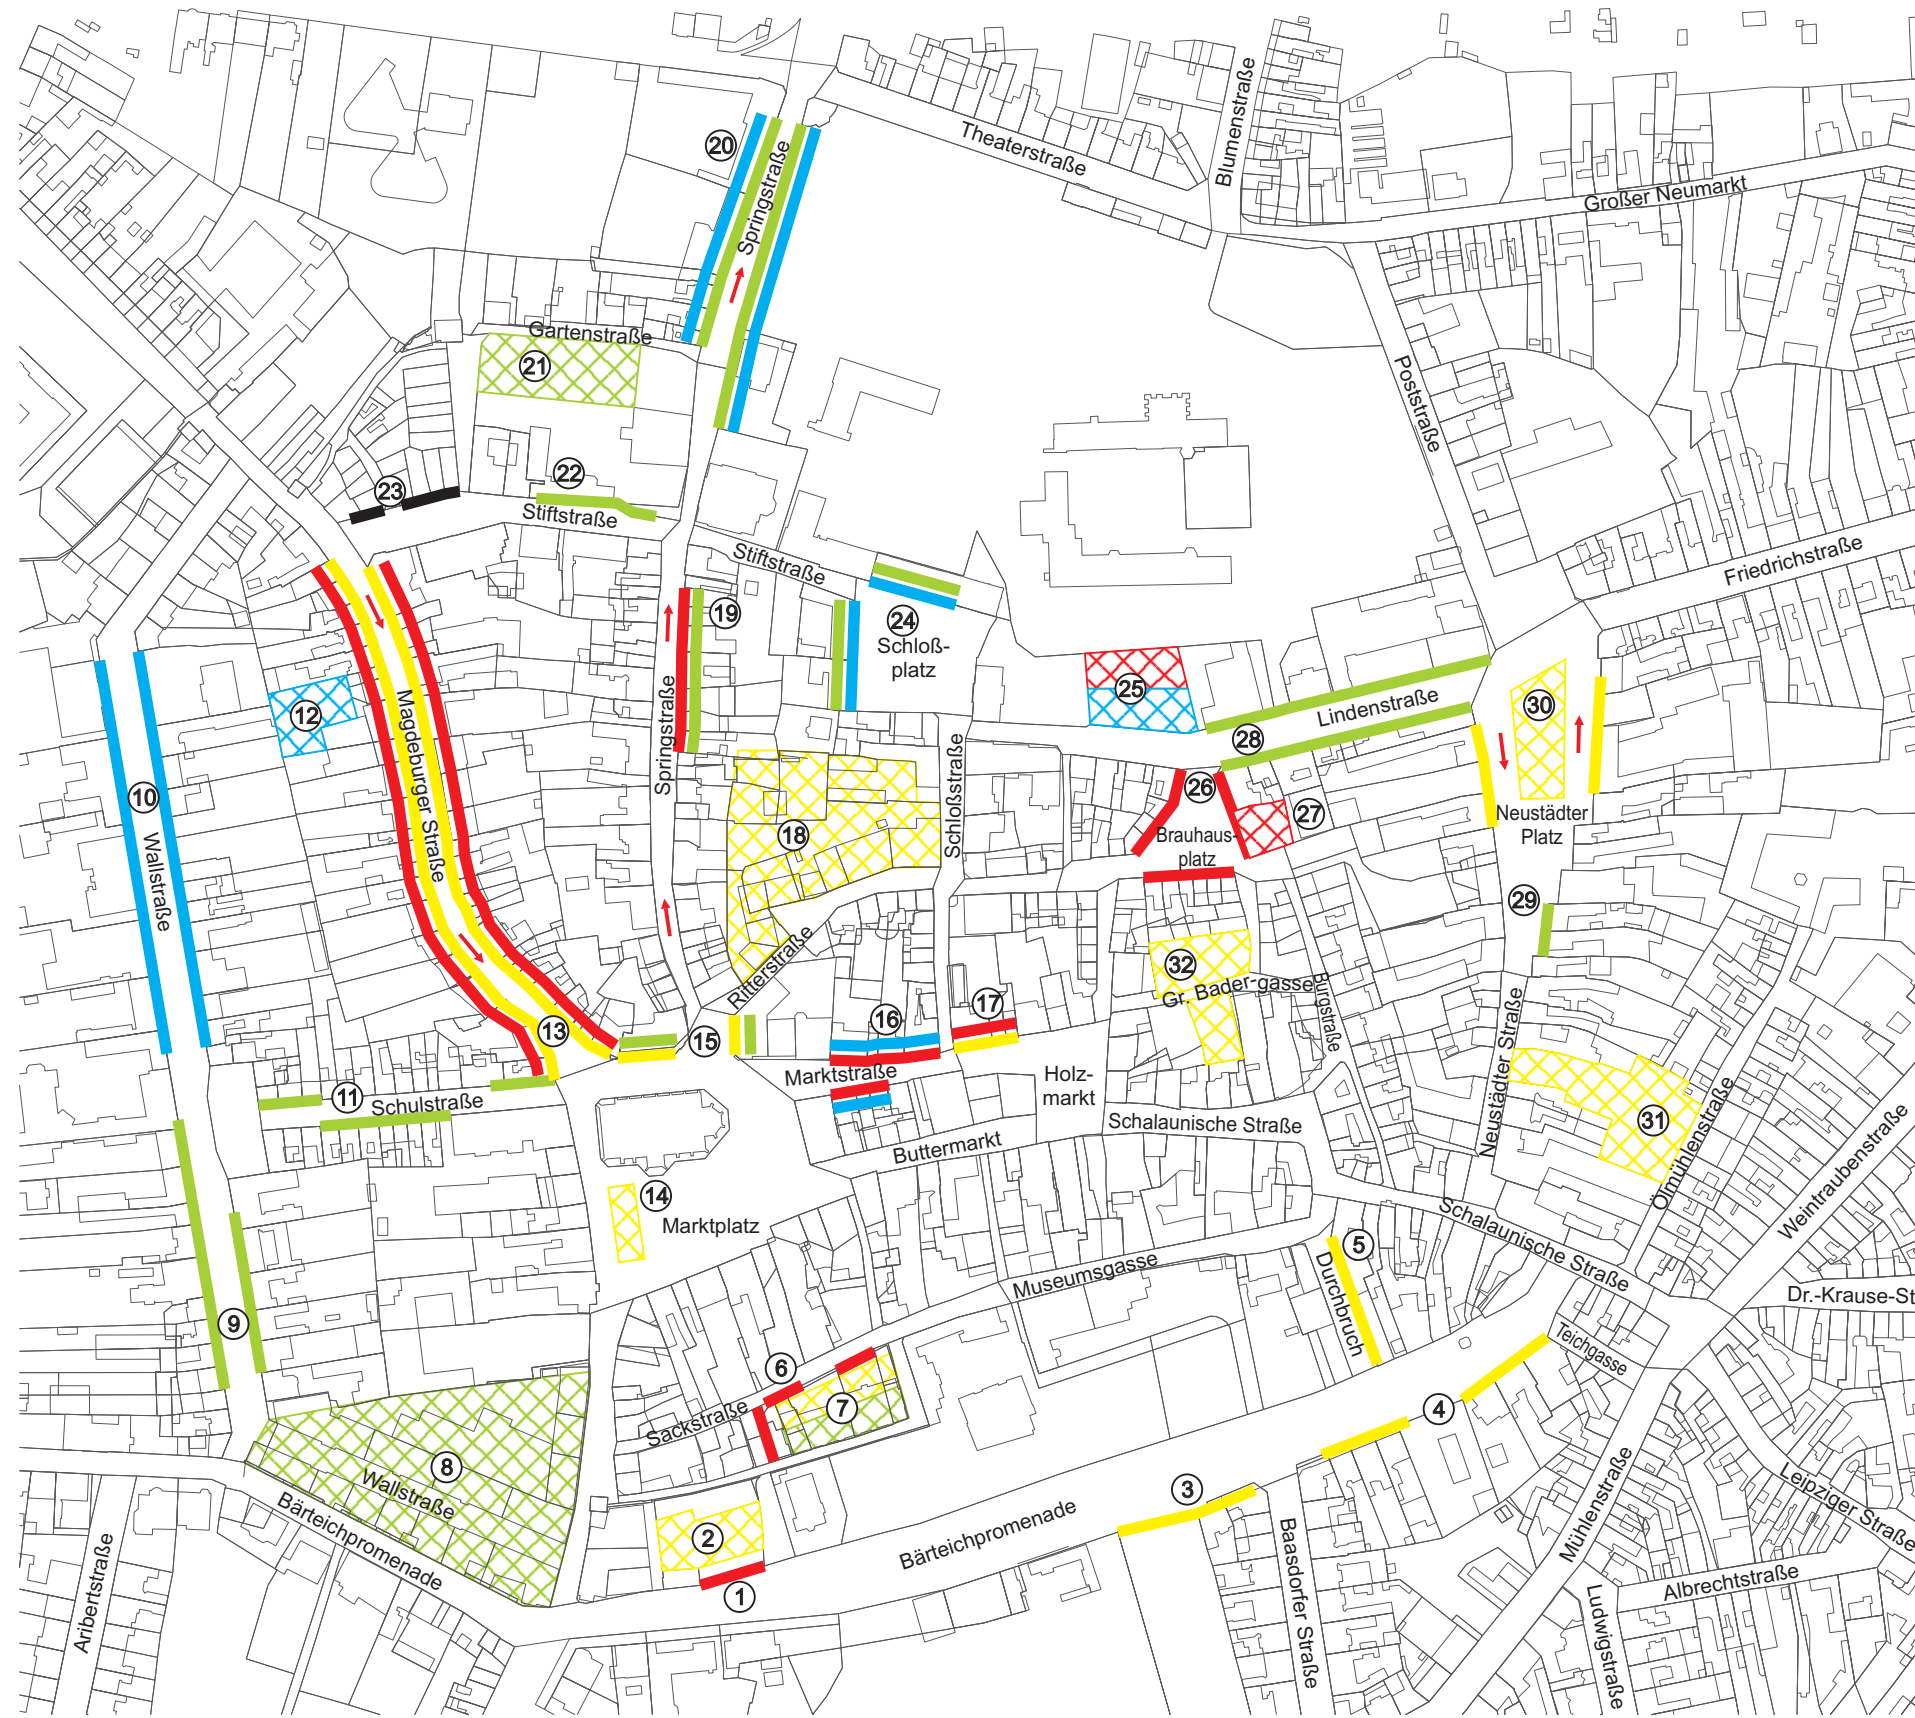 20
Springstraße
Theaterstraße
Blumenstraße
Großer Neumarkt
Gartenstraße
21
Poststraße
22
23
Stiftstraße
Stiftstraße
Friedrichstraße
19
24
Schloß-
platz
12
Magdeburger Straße
Springstraße
25
Lindenstraße
28
30
10
Wallstraße
18
Schloßstraße
26
27
Brauhaus-
platz
Neustädter
Platz
29
32
Gr. Bader-gasse
Burgstraße
Ritterstraße
17
16
13
15
Neustädter Straße
Marktstraße
Holz-
markt
11
Schulstraße
Buttermarkt
Schalaunische Straße
31
Ölmühlenstraße
Weintraubenstraße
14
Marktplatz
Schalaunische Straße
5
Durchbruch
Museumsgasse
Dr.-Krause-St
9
Teichgasse
6
Sackstraße
7
4
8
Wallstraße
Bärteichpromenade
2
1
Bärteichpromenade
3
Baasdorfer Straße
Mühlenstraße
Leipziger Straße
Albrechtstraße
Ludwigstraße
Aribertstraße